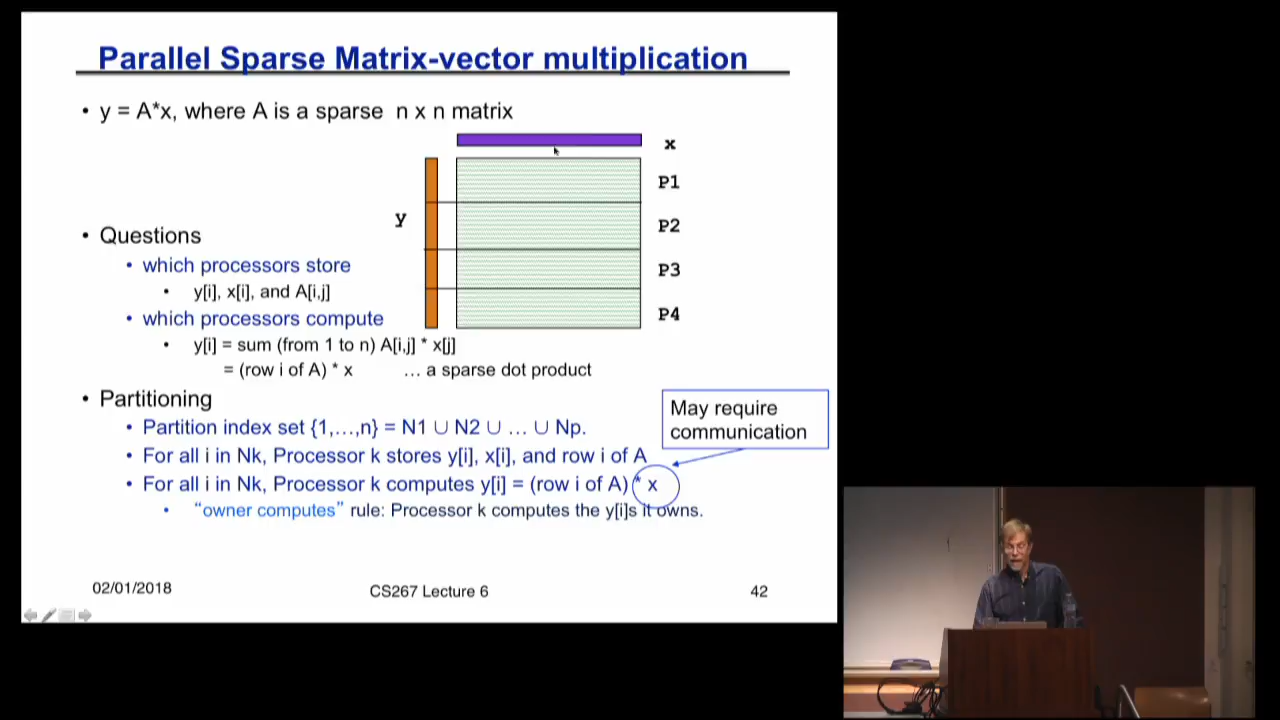 Parallel Sparse Matrix-vector multiplication
• y = A*x, where A is a sparse n x n matrix
x
P1
P2
P3
P4
y
• Questions
• which processors store
• y[i], x[i], and A[i,j]
• which processors compute
• y[i] = sum (from 1 to n) A[i,j] * x[j]
= (row i of A) * x … a sparse dot product
• Partitioning
• Partition index set {1,…,n} = N1 ∪ N2 ∪ … ∪ Np.
• For all i in Nk, Processor k stores y[i], x[i], and row i of A
• For all i in Nk, Processor k computes y[i] = (row i of A) * x
• “owner computes” rule: Processor k computes the y[i]s it owns.
May require
communication
02/01/2018
CS267 Lecture 6
42